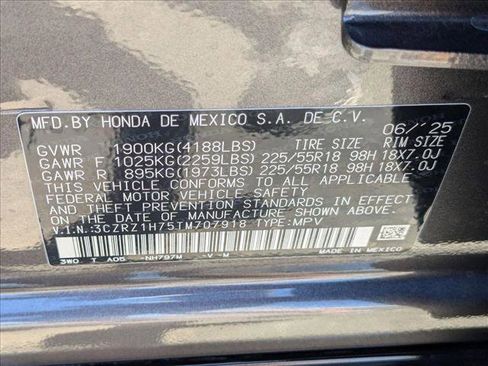 MFD.BY HONDA DE MEXICO S.A. DE C.V. 06/'25
GVWR 1900KG(4188LBS) TIRE SIZE RIM SIZE
GAWR F 1025KG(2259LBS) 225/55R18 98H 18X7.0J
GAWR R 895KG(1973LBS) 225/55R18 98H 18X7.0J
THIS VEHICLE CONFORMS TO ALL APPLICABLE
FEDERAL MOTOR VEHICLE SAFETY
AND THEFT PREVENTION STANDARDS IN EFFECT
ON THE DATE OF MANUFACTURE SHOWN ABOVE.
V.I.N.:3CZRZ1H75TM707918 TYPE:MPV
3W0 T A05 -NH797M -V-M
MADE IN MEXICO